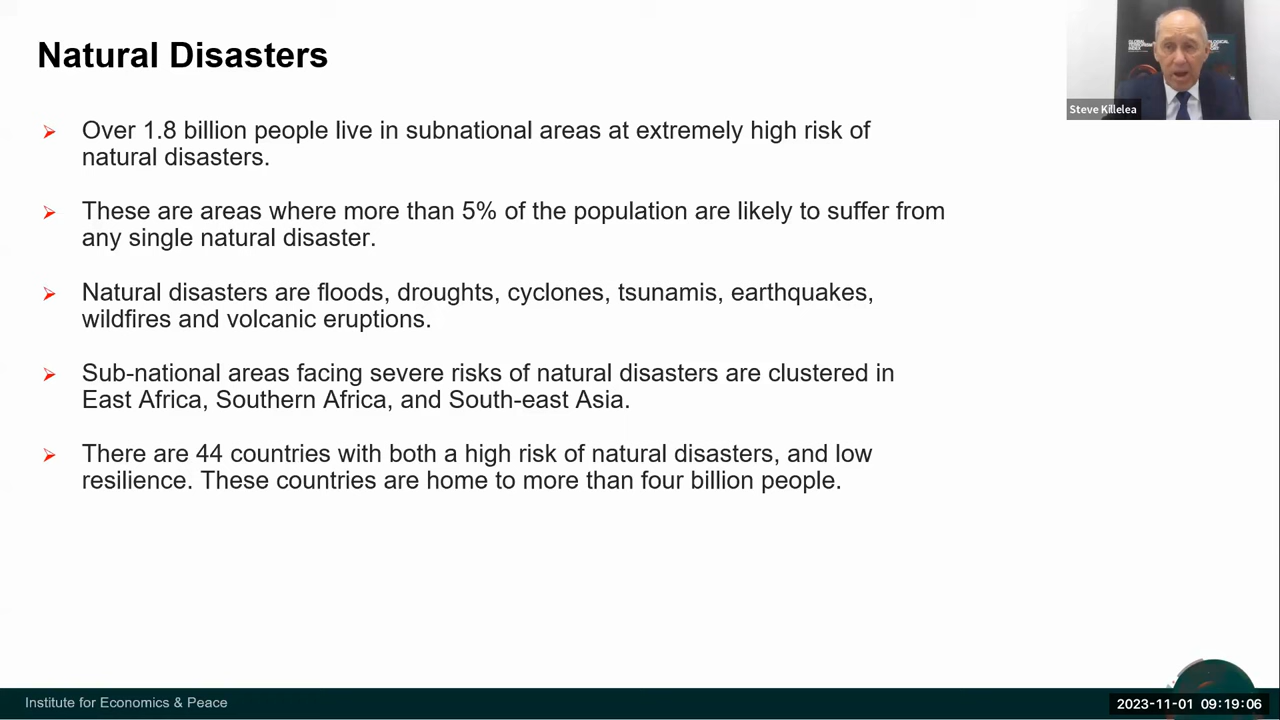 Natural Disasters
Over 1.8 billion people live in subnational areas at extremely high risk of
natural disasters.
These are areas where more than 5% of the population are likely to suffer from
any single natural disaster.
Natural disasters are floods, droughts, cyclones, tsunamis, earthquakes,
wildfires and volcanic eruptions.
Sub-national areas facing severe risks of natural disasters are clustered in
East Africa, Southern Africa, and South-east Asia.
There are 44 countries with both a high risk of natural disasters, and low
resilience. These countries are home to more than four billion people.
GLOBAL
TERRORISM
INDEX
Steve Killelea
Institute for Economics & Peace
2023-11-01 09:19:06